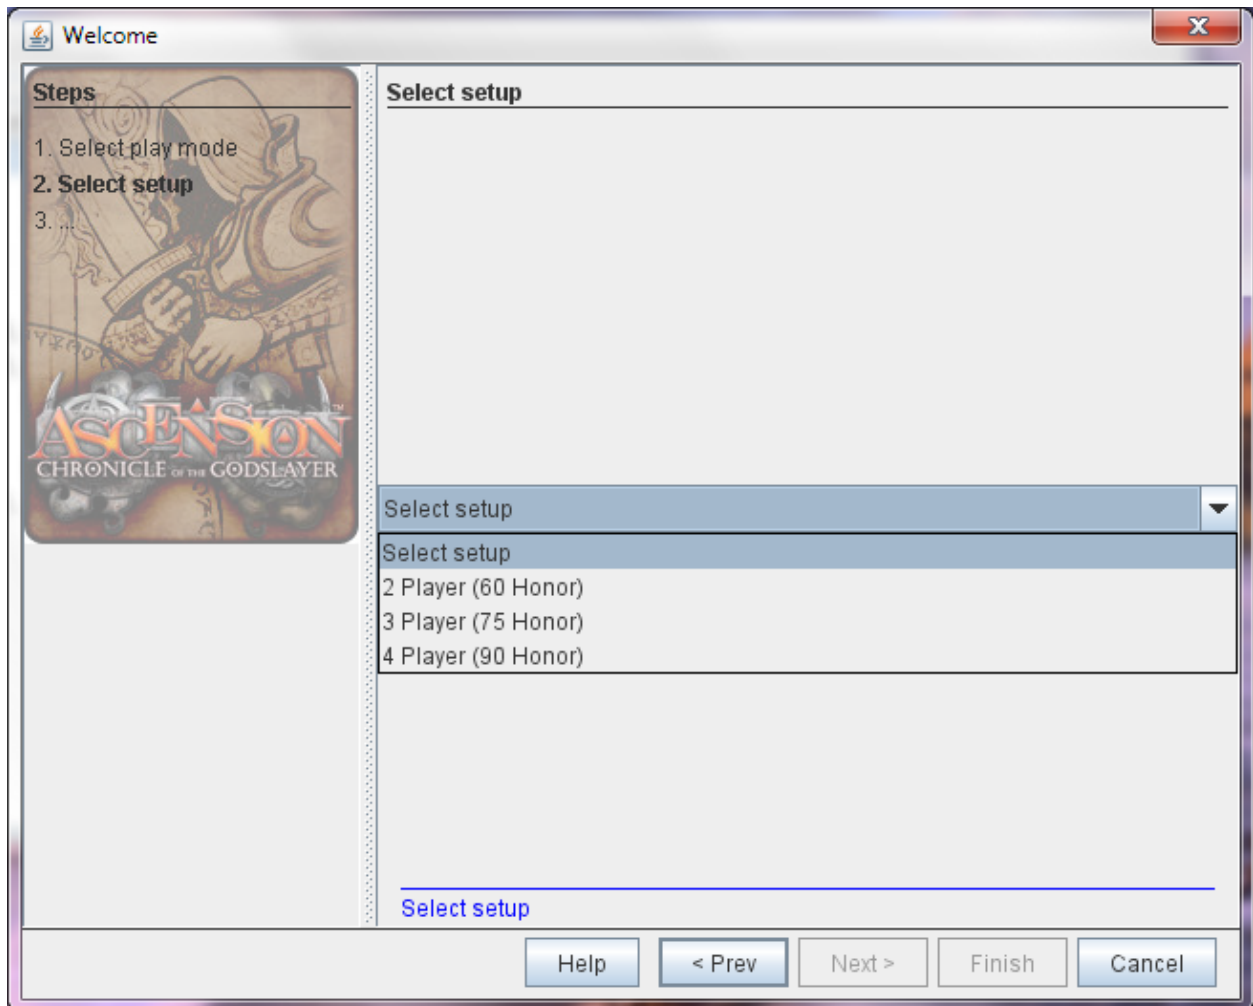 Welcome
Steps
1. Select play mode
2. Select setup
3. ...
ASCENSION™
CHRONICLE OF THE GODSLAYER
Select setup
Select setup
Select setup
2 Player (60 Honor)
3 Player (75 Honor)
4 Player (90 Honor)
Select setup
Help
< Prev
Next >
Finish
Cancel